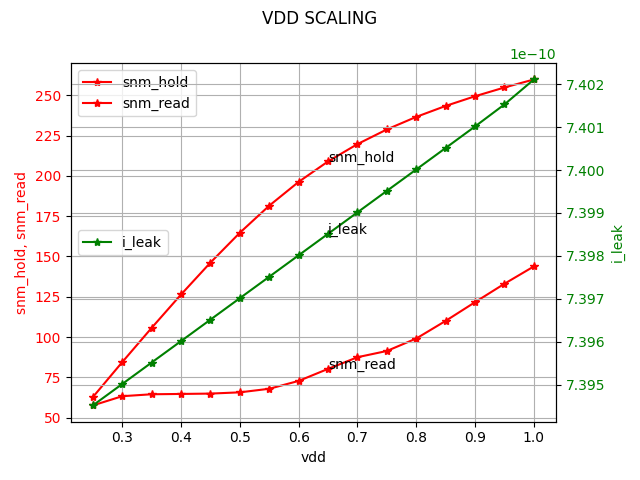 VDD SCALING
1e−10
snm_hold
snm_read
i_leak
snm_hold
i_leak
snm_read
250
225
200
175
150
125
100
75
50
snm_hold, snm_read
7.402
7.401
7.400
7.399
7.398
7.397
7.396
7.395
i_leak
0.3 0.4 0.5 0.6 0.7 0.8 0.9 1.0
vdd